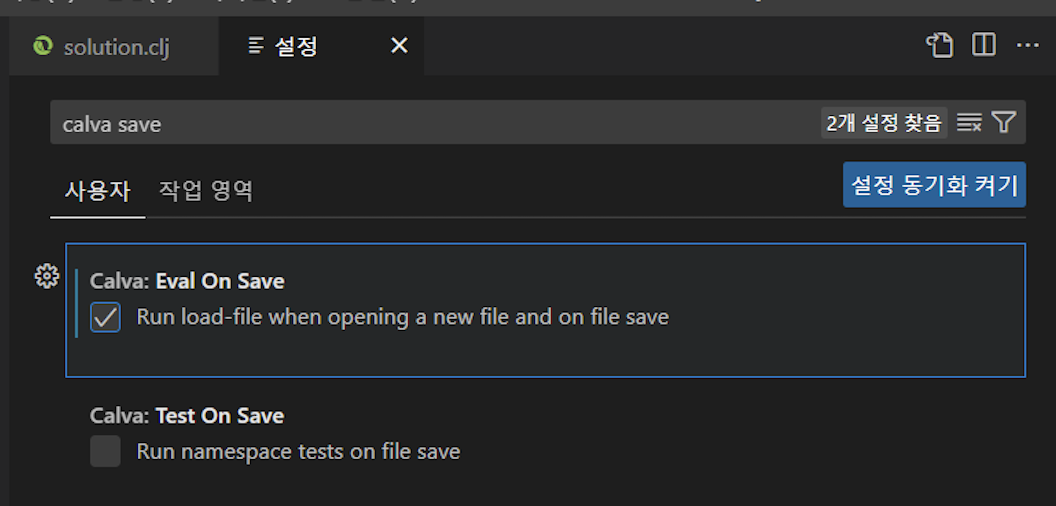 solution.clj 설정
calva save 2개 설정 찾음
사용자 작업 영역 설정 동기화 켜기
Calva: Eval On Save
Run load-file when opening a new file and on file save
Calva: Test On Save
Run namespace tests on file save